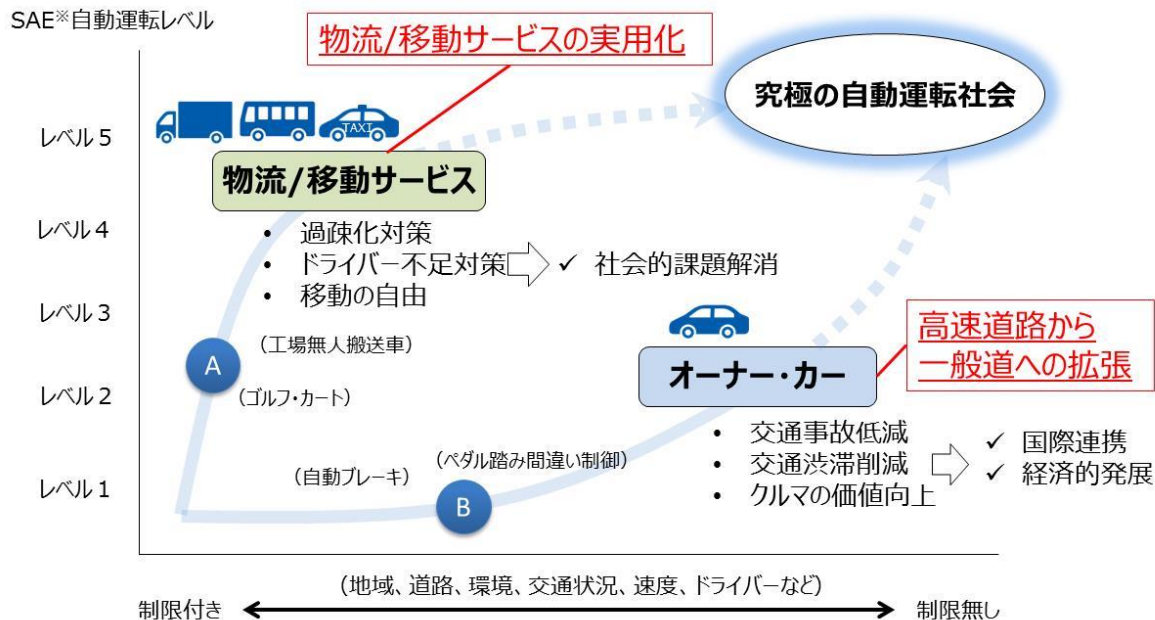 SAE※自動運転レベル
物流/移動サービスの実用化
究極の自動運転社会
レベル5
TAXI
物流/移動サービス
レベル4
• 過疎化対策
• ドライバー不足対策
• 移動の自由
✓ 社会的課題解消
レベル3
高速道路から
一般道への拡張
(工場無人搬送車)
A
オーナー・カー
レベル2
(ゴルフ・カート)
• 交通事故低減
• 交通渋滞削減
• クルマの価値向上
✓ 国際連携
✓ 経済的発展
(ペダル踏み間違い制御)
(自動ブレーキ)
レベル1
B
(地域、道路、環境、交通状況、速度、ドライバーなど)
制限付き
制限無し